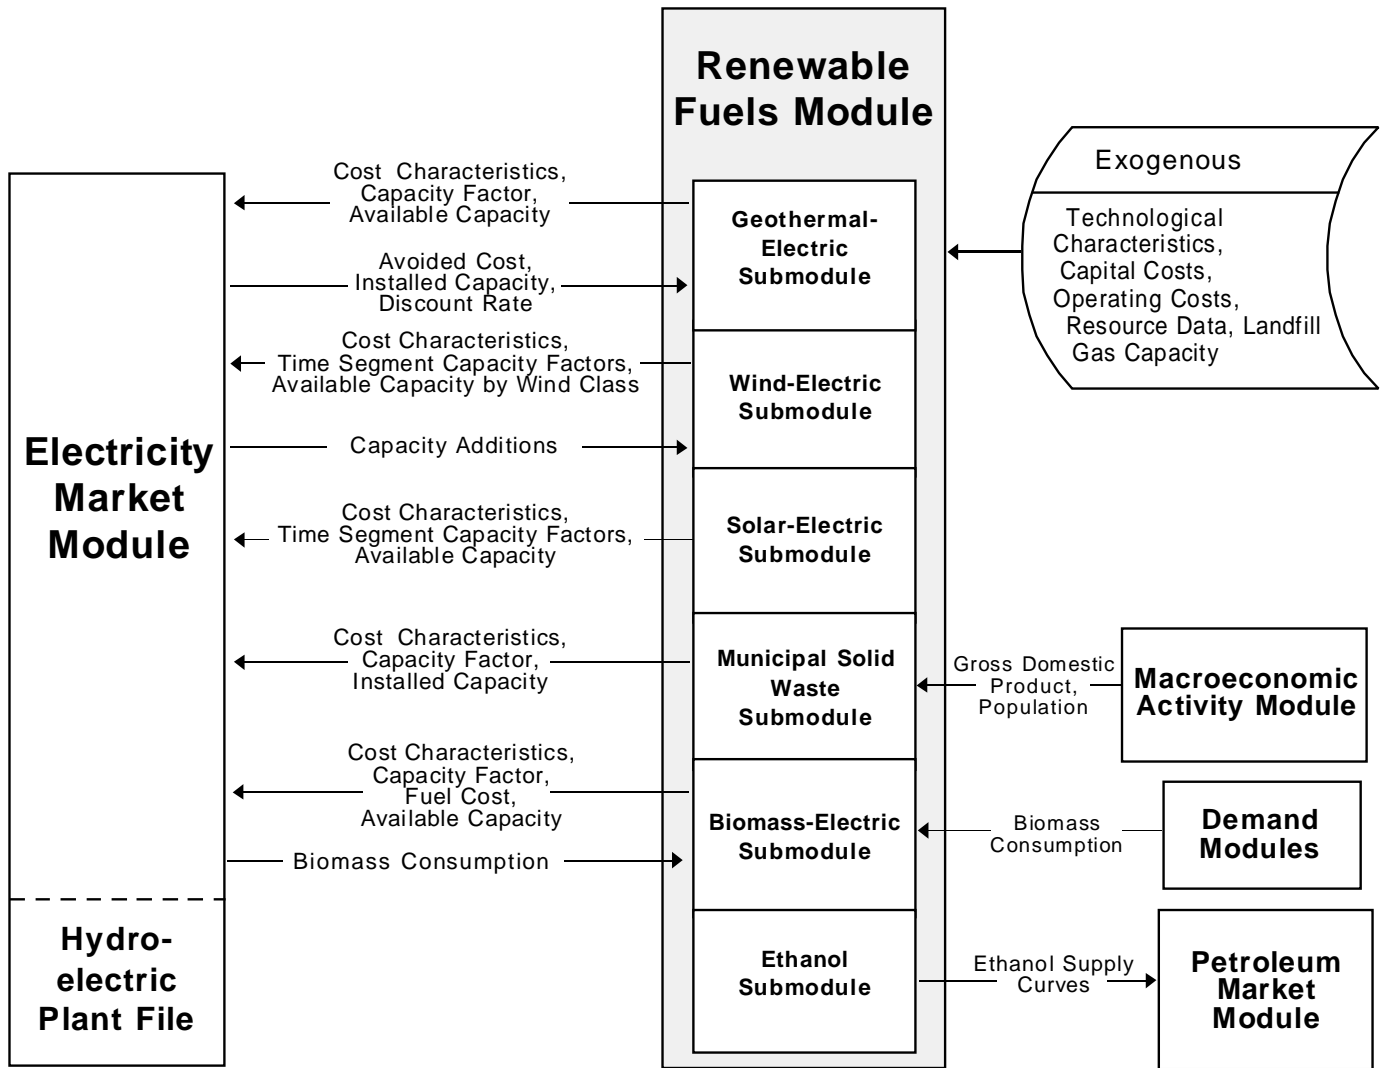 Renewable
Fuels Module
Exogenous
Technological
Characteristics,
Capital Costs,
Operating Costs,
Resource Data, Landfill
Gas Capacity
Cost Characteristics,
Capacity Factor,
Available Capacity
Geothermal-
Electric
Submodule
Avoided Cost,
Installed Capacity,
Discount Rate
Cost Characteristics,
Time Segment Capacity Factors,
Available Capacity by Wind Class
Wind-Electric
Submodule
Electricity
Market
Module
Capacity Additions
Cost Characteristics,
Time Segment Capacity Factors,
Available Capacity
Solar-Electric
Submodule
Cost Characteristics,
Capacity Factor,
Installed Capacity
Municipal Solid
Waste
Submodule
Gross Domestic
Product,
Population
Macroeconomic
Activity Module
Cost Characteristics,
Capacity Factor,
Fuel Cost,
Available Capacity
Biomass-Electric
Submodule
Biomass
Consumption
Demand
Modules
Biomass Consumption
Hydro-
electric
Plant File
Ethanol
Submodule
Ethanol Supply
Curves
Petroleum
Market
Module